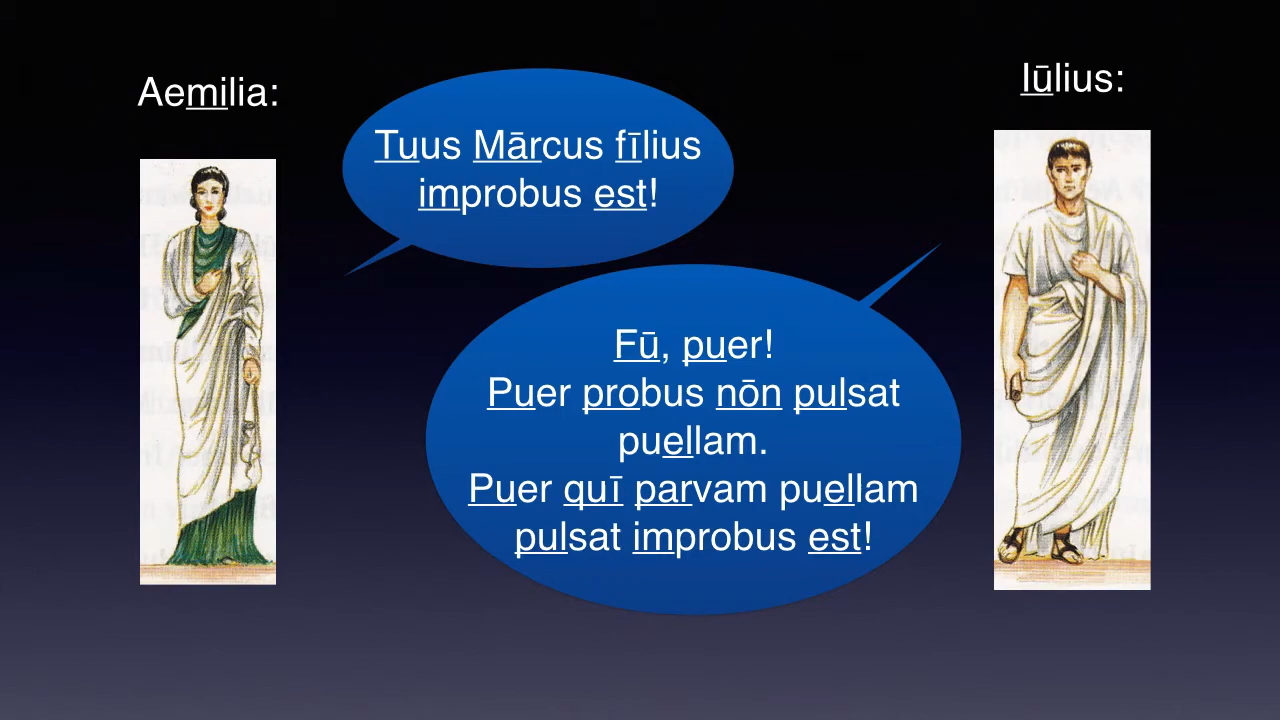 Aemilia:
Iūlius:
Tuus Mārcus fīlius
improbus est!
Fū, puer!
Puer probus nōn pulsat
puellam.
Puer quī parvam puellam
pulsat improbus est!